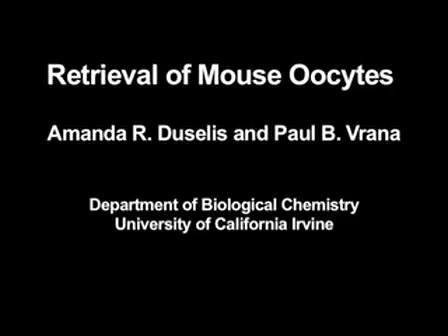 Retrieval of Mouse Oocytes
Amanda R. Duselis and Paul B. Vrana
Department of Biological Chemistry
University of California Irvine